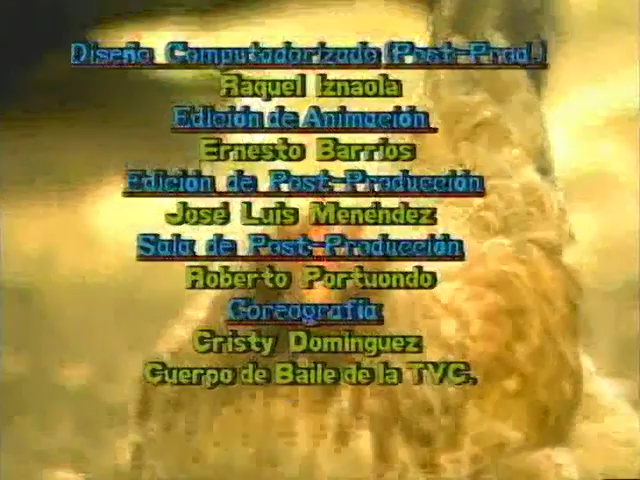 Diseño Computadorizado (Post-Prod.)
Raquel Iznaola
Edición de Animación
Ernesto Barrios
Edición de Post-Producción
José Luis Menéndez
Sala de Post-Producción
Roberto Portuondo
Coreografía
Cristy Domínguez
Cuerpo de Baile de la TVC.